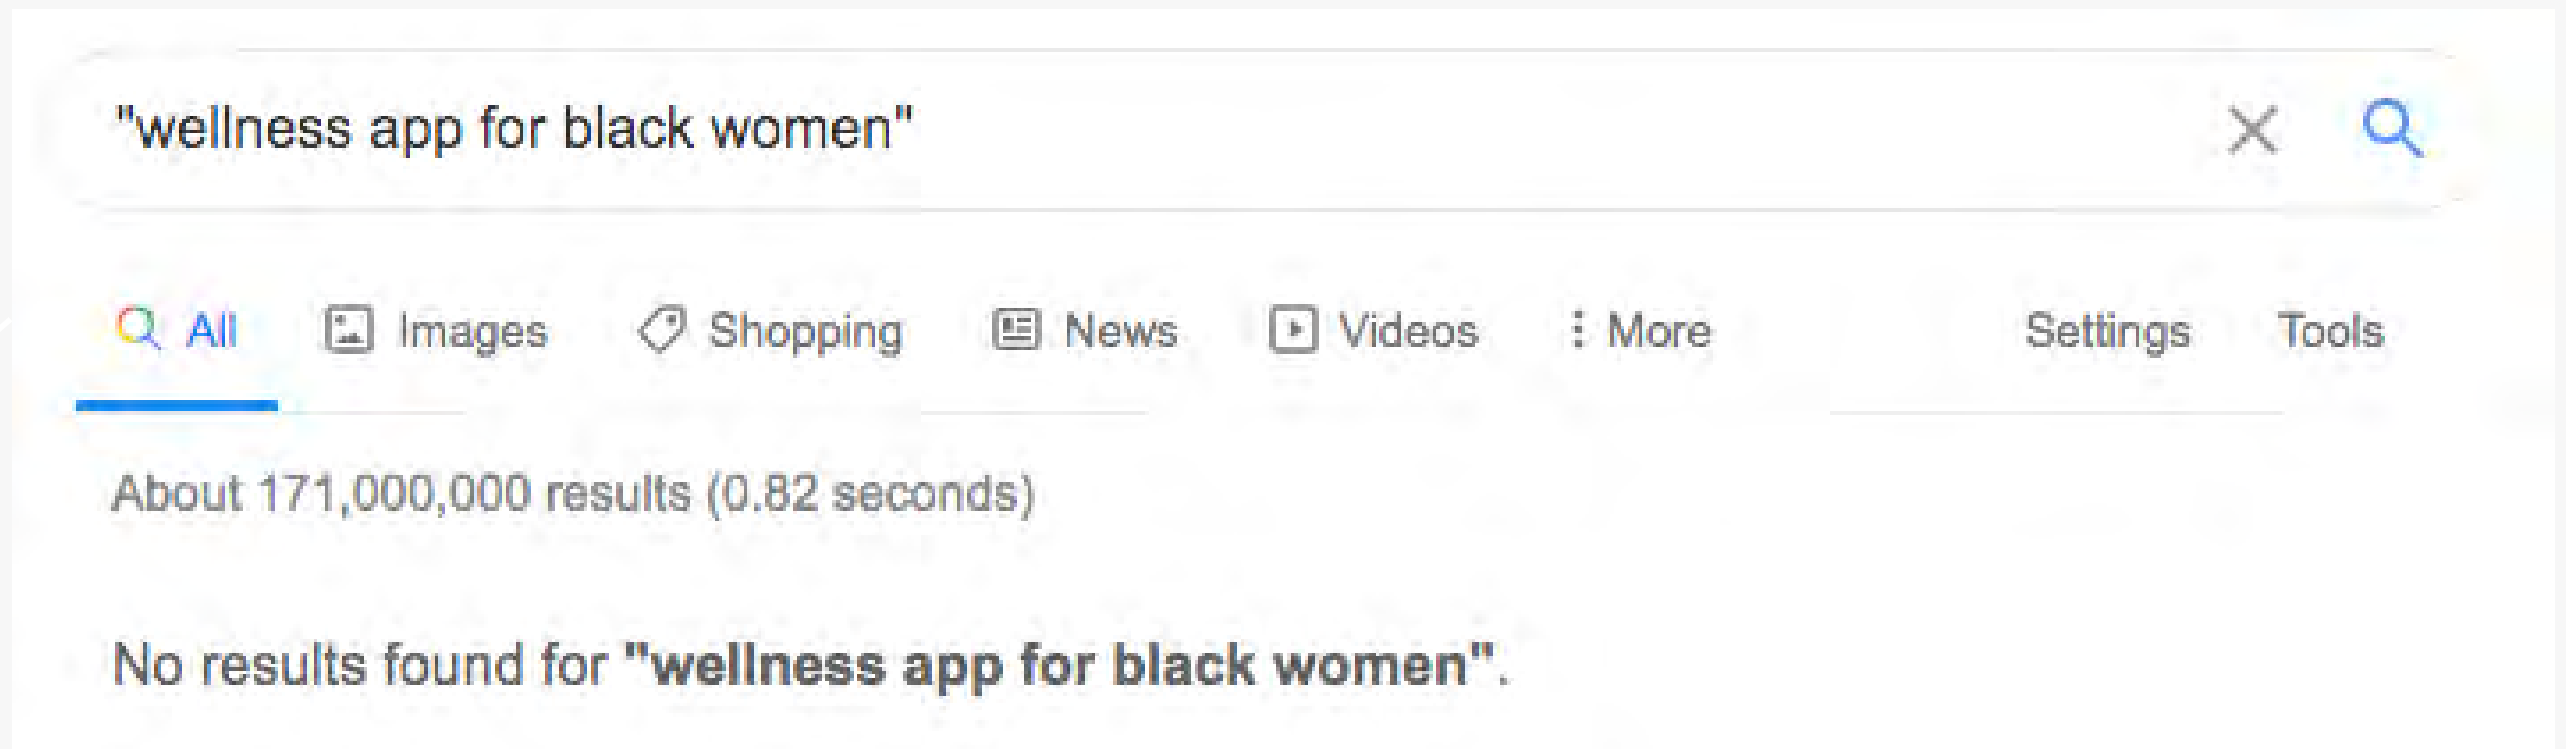 "wellness app for black women"
All Images Shopping News Videos More Settings Tools
About 171,000,000 results (0.82 seconds)
No results found for "wellness app for black women".